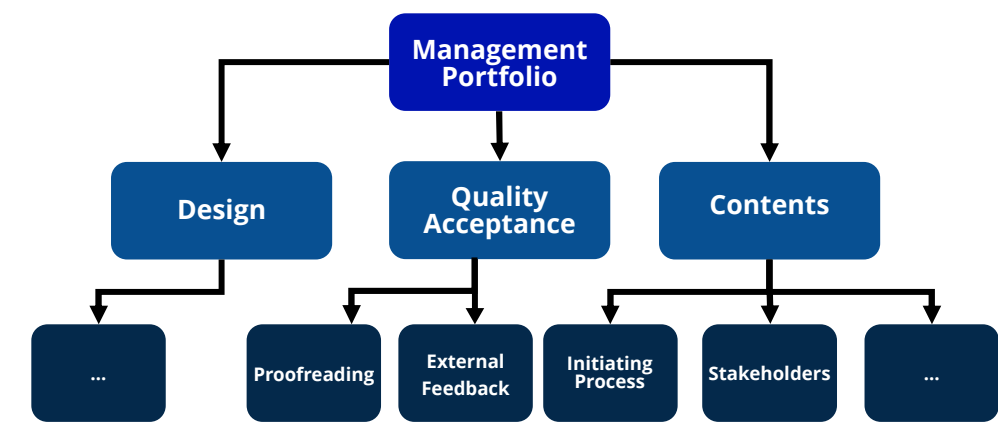 Management
Portfolio
Design
Quality
Acceptance
Contents
...
Proofreading
External
Feedback
Initiating
Process
Stakeholders
...